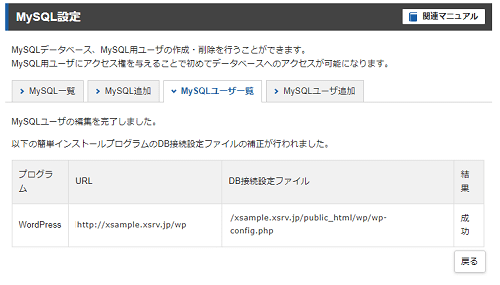 MySQL設定
関連マニュアル
MySQLデータベース、MySQL用ユーザの作成・削除を行うことができます。
MySQL用ユーザにアクセス権を与えることで初めてデータベースへのアクセスが可能になります。
MySQL一覧 MySQL追加 MySQLユーザ一覧 MySQLユーザ追加
MySQLユーザの編集を完了しました。
以下の簡単インストールプログラムのDB接続設定ファイルの補正が行われました。
プログラ
ム
URL
DB接続設定ファイル
結
果
WordPress
http://xsample.xsrv.jp/wp
/xsample.xsrv.jp/public_html/wp/wp-
config.php
成
功
戻る